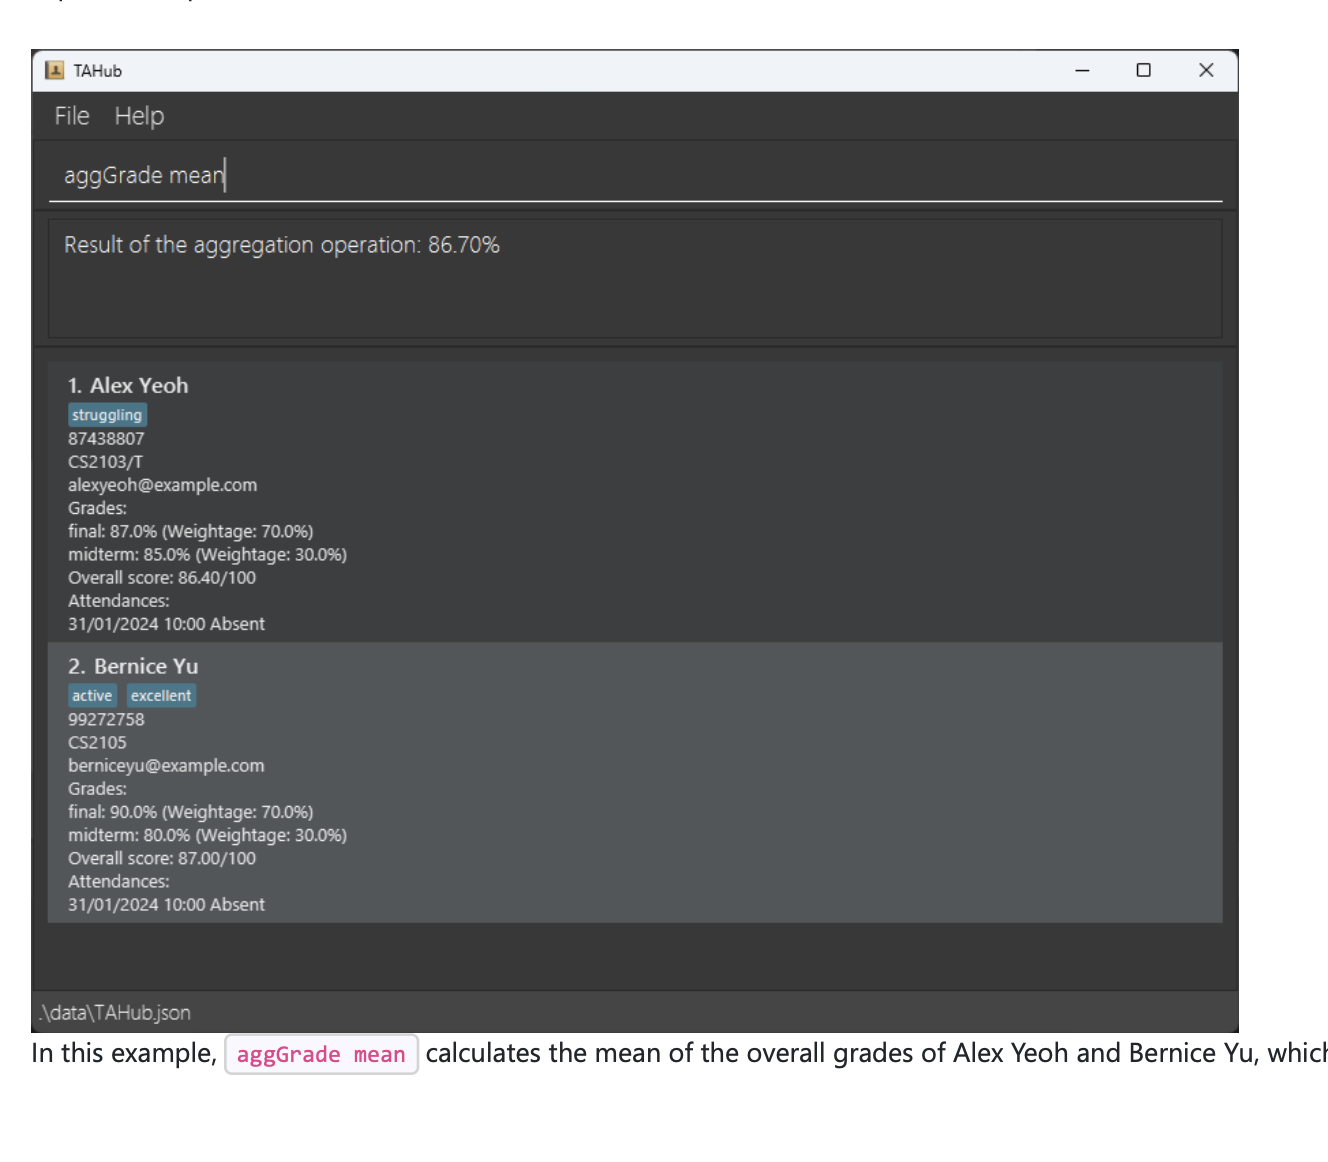 TAHub
File Help
aggGrade mean
Result of the aggregation operation: 86.70%
1. Alex Yeoh
struggling
87438807
CS2103/T
alexyeoh@example.com
Grades:
final: 87.0% (Weightage: 70.0%)
midterm: 85.0% (Weightage: 30.0%)
Overall score: 86.40/100
Attendances:
31/01/2024 10:00 Absent
2. Bernice Yu
active excellent
99272758
CS2105
berniceyu@example.com
Grades:
final: 90.0% (Weightage: 70.0%)
midterm: 80.0% (Weightage: 30.0%)
Overall score: 87.00/100
Attendances:
31/01/2024 10:00 Absent
.\data\TAHub.json
In this example, aggGrade mean calculates the mean of the overall grades of Alex Yeoh and Bernice Yu, which